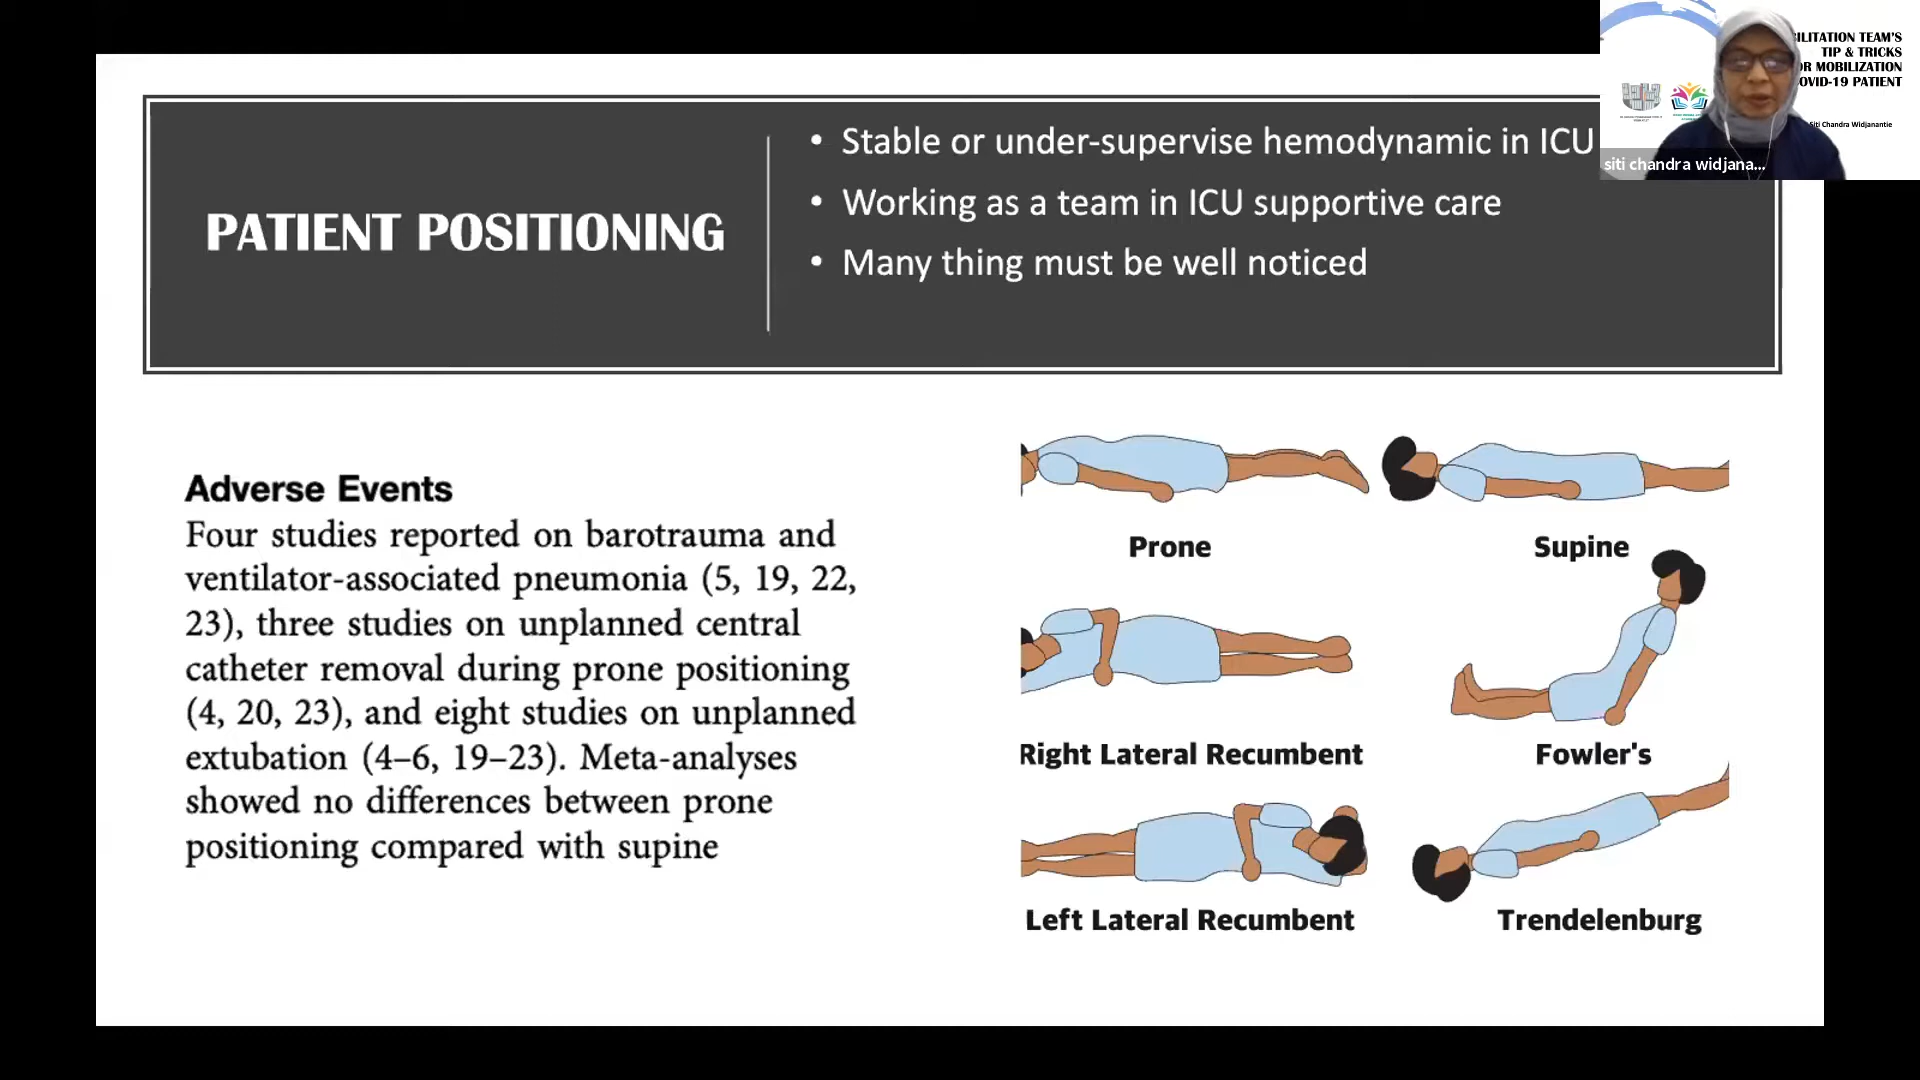 PATIENT POSITIONING
• Stable or under-supervise hemodynamic in ICU
• Working as a team in ICU supportive care
• Many thing must be well noticed
ILITATION TEAM'S
TIP & TRICKS
OR MOBILIZATION
OVID-19 PATIENT
Siti Chandra Widjanantie
siti chandra widjana...
Adverse Events
Four studies reported on barotrauma and
ventilator-associated pneumonia (5, 19, 22,
23), three studies on unplanned central
catheter removal during prone positioning
(4, 20, 23), and eight studies on unplanned
extubation (4–6, 19–23). Meta-analyses
showed no differences between prone
positioning compared with supine
Prone
Supine
Right Lateral Recumbent
Fowler's
Left Lateral Recumbent
Trendelenburg